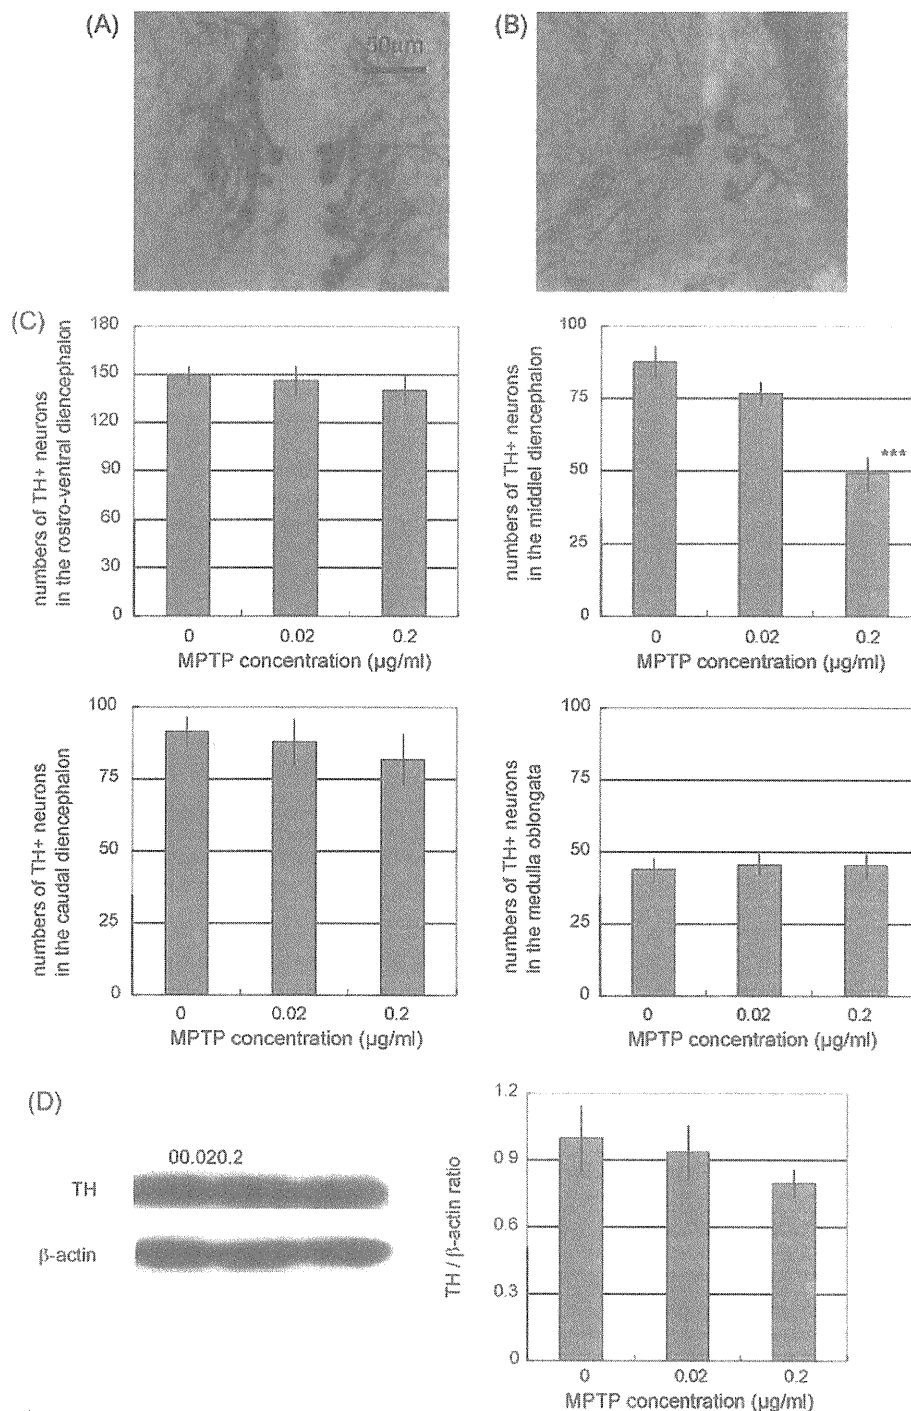 (A)
50µm
(B)
(C)
numbers of TH+ neurons
in the rostro-ventral diencephalon
180
150
120
90
60
30
0
0 0.02 0.2
MPTP concentration (µg/ml)
numbers of TH+ neurons
in the middlel diencephalon
100
75
50
25
0
***
0 0.02 0.2
MPTP concentration (µg/ml)
numbers of TH+ neurons
in the caudal diencephalon
100
75
50
25
0
0 0.02 0.2
MPTP concentration (µg/ml)
numbers of TH+ neurons
in the medulla oblongata
100
75
50
25
0
0 0.02 0.2
MPTP concentration (µg/ml)
(D)
00.020.2
TH
β-actin
TH / β-actin ratio
1.2
0.9
0.6
0.3
0
0 0.02 0.2
MPTP concentration (µg/ml)